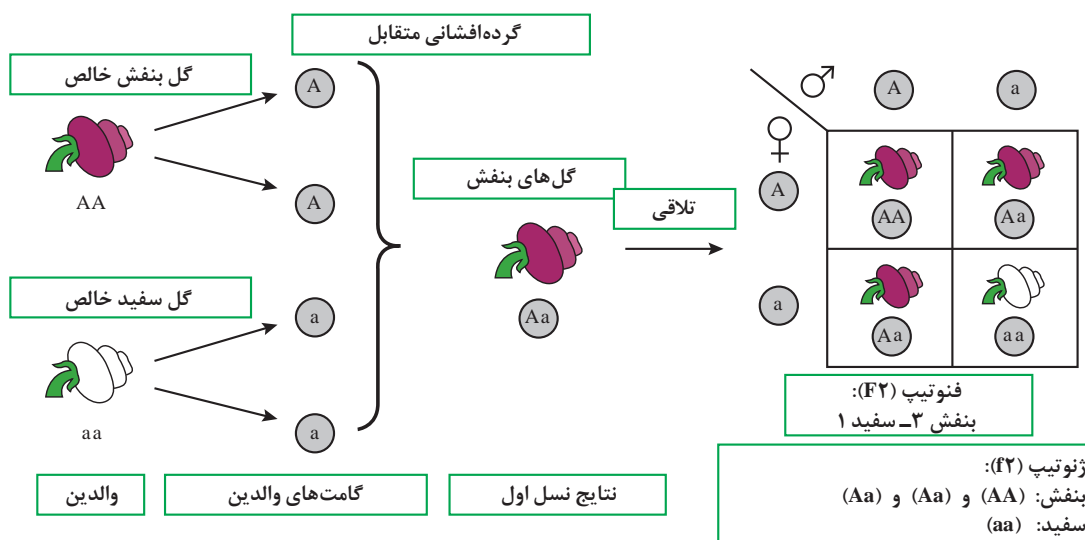 گرده‌افشانی متقابل
گل بنفش خالص
A
A
AA
گل سفید خالص
a
a
aa
گل‌های بنفش
Aa
تلاقی
♂
♀
A
a
A
AA
Aa
a
Aa
aa
والدین
گامت‌های والدین
نتایج نسل اول
فنوتیپ (F۲):
بنفش ۳ــ سفید ۱
ژنوتیپ (f۲):
بنفش: (AA) و (Aa) و (Aa)
سفید: (aa)